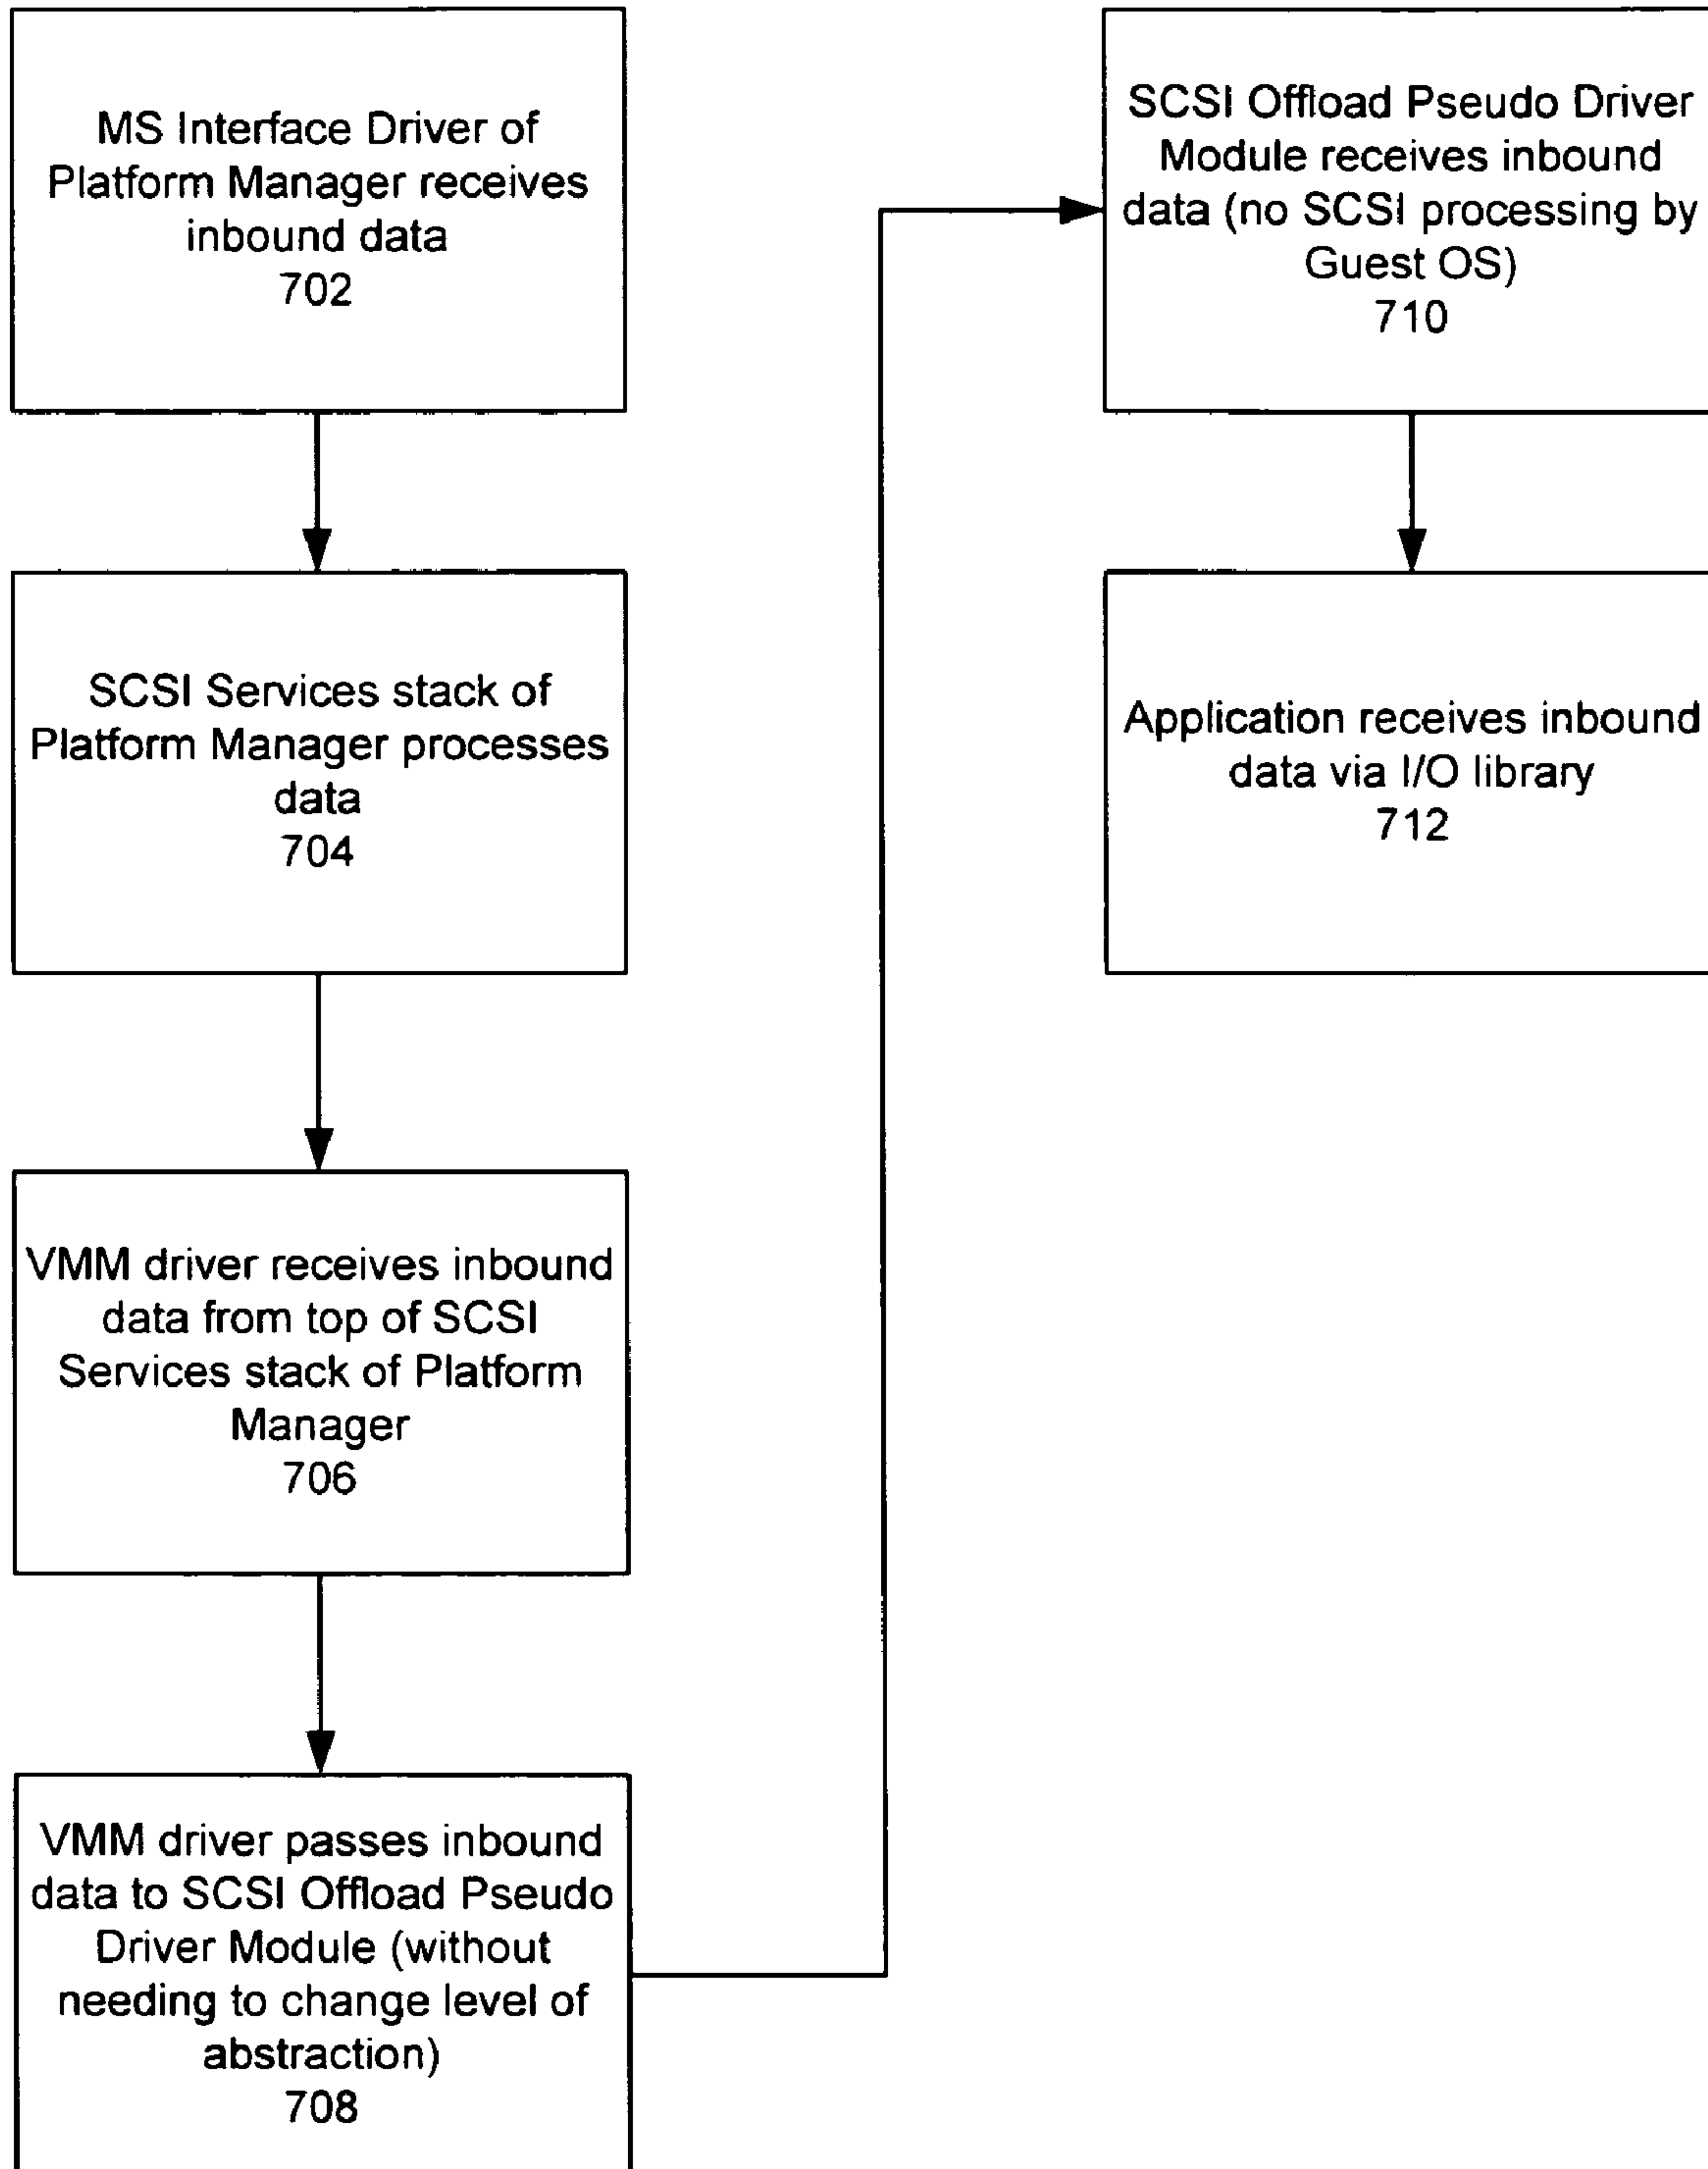 MS Interface Driver of
Platform Manager receives
inbound data
702
SCSI Services stack of
Platform Manager processes
data
704
VMM driver receives inbound
data from top of SCSI
Services stack of Platform
Manager
706
VMM driver passes inbound
data to SCSI Offload Pseudo
Driver Module (without
needing to change level of
abstraction)
708
SCSI Offload Pseudo Driver
Module receives inbound
data (no SCSI processing by
Guest OS)
710
Application receives inbound
data via I/O library
712